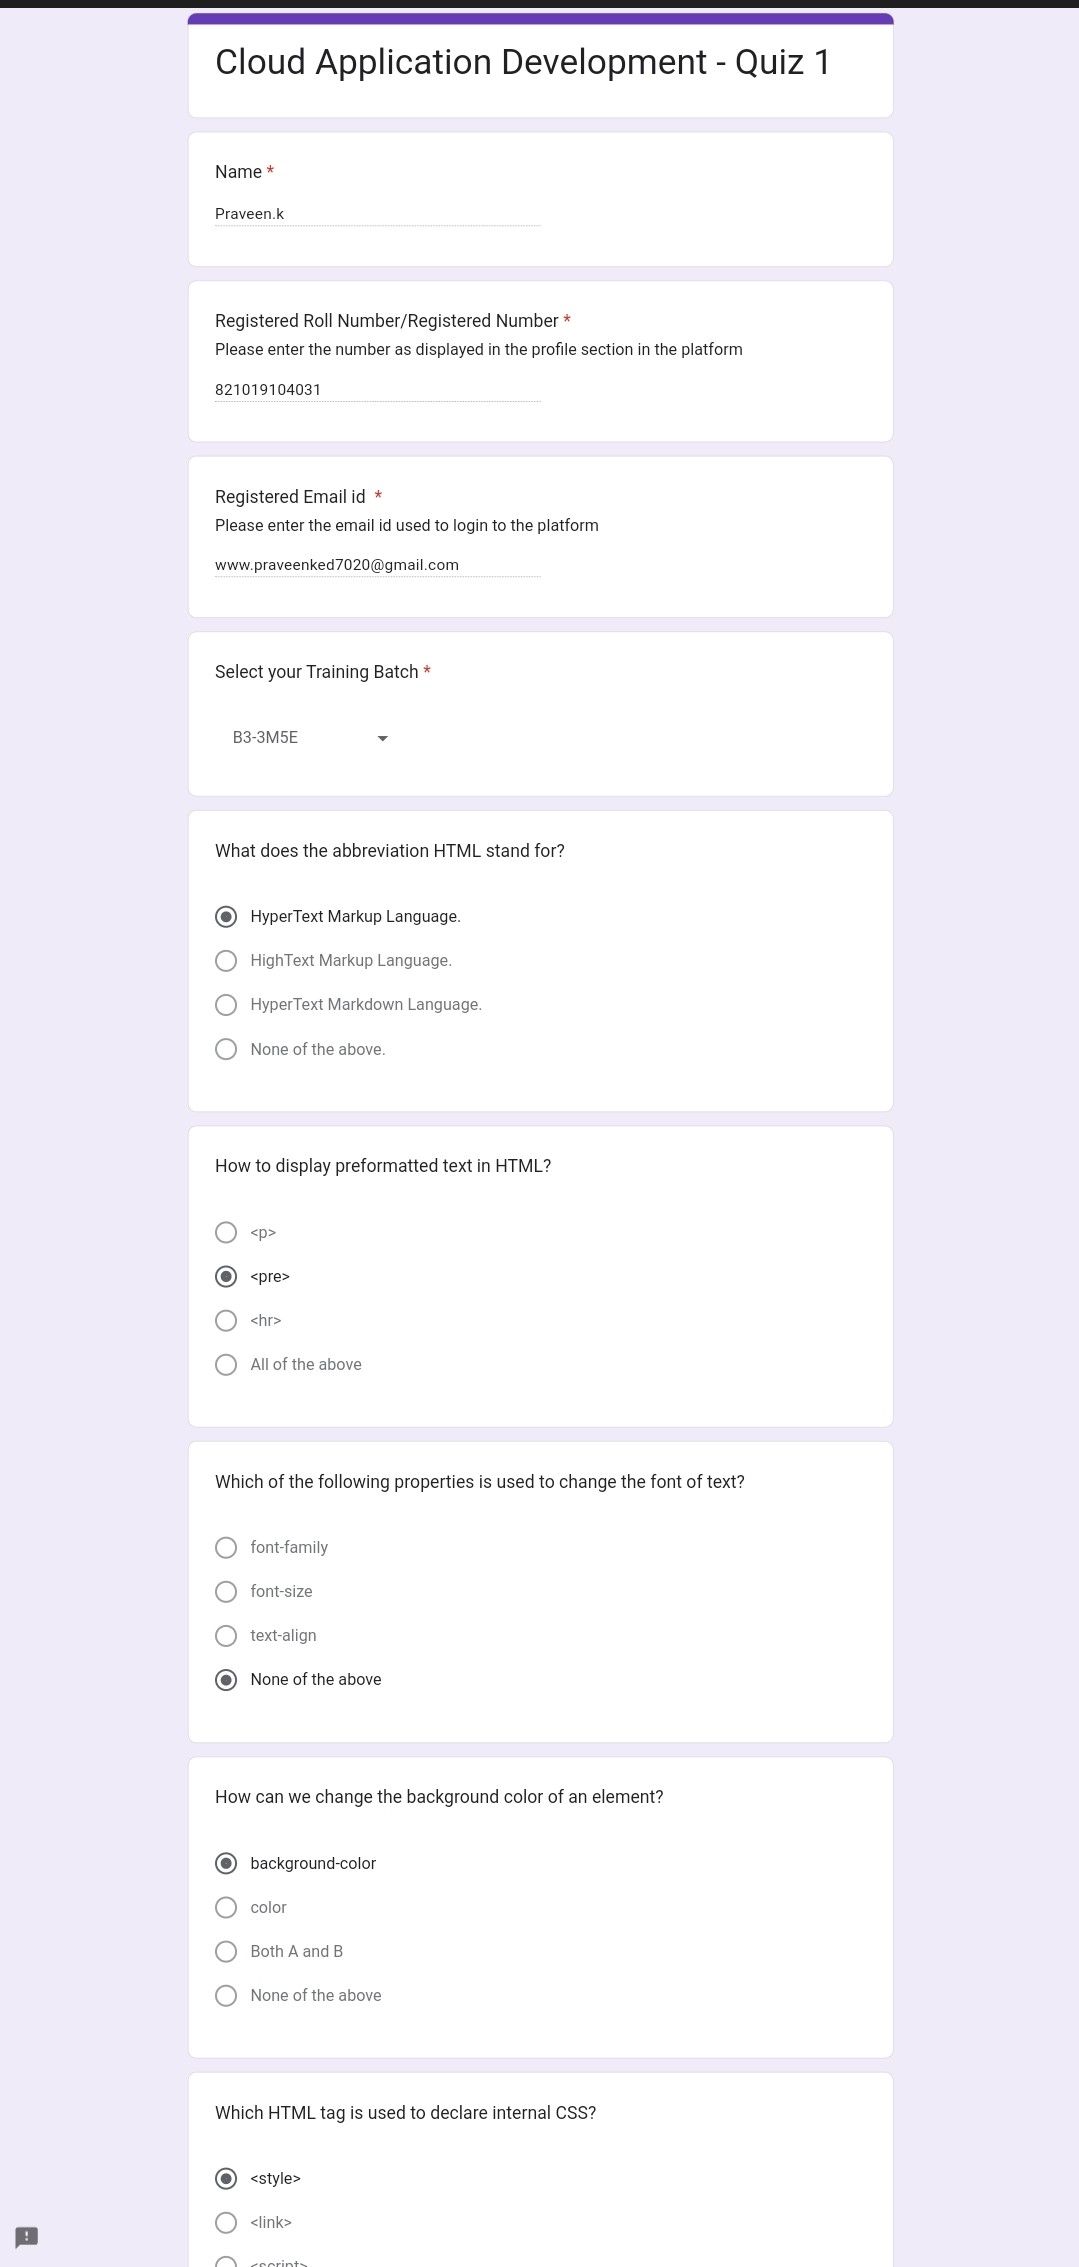 Cloud Application Development - Quiz 1
Name *
Praveen.k
Registered Roll Number/Registered Number *
Please enter the number as displayed in the profile section in the platform
821019104031
Registered Email id *
Please enter the email id used to login to the platform
www.praveenked7020@gmail.com
Select your Training Batch *
B3-3M5E
What does the abbreviation HTML stand for?
HyperText Markup Language.
HighText Markup Language.
HyperText Markdown Language.
None of the above.
How to display preformatted text in HTML?
<p>
<pre>
<hr>
All of the above
Which of the following properties is used to change the font of text?
font-family
font-size
text-align
None of the above
How can we change the background color of an element?
background-color
color
Both A and B
None of the above
Which HTML tag is used to declare internal CSS?
<style>
<link>
<script>